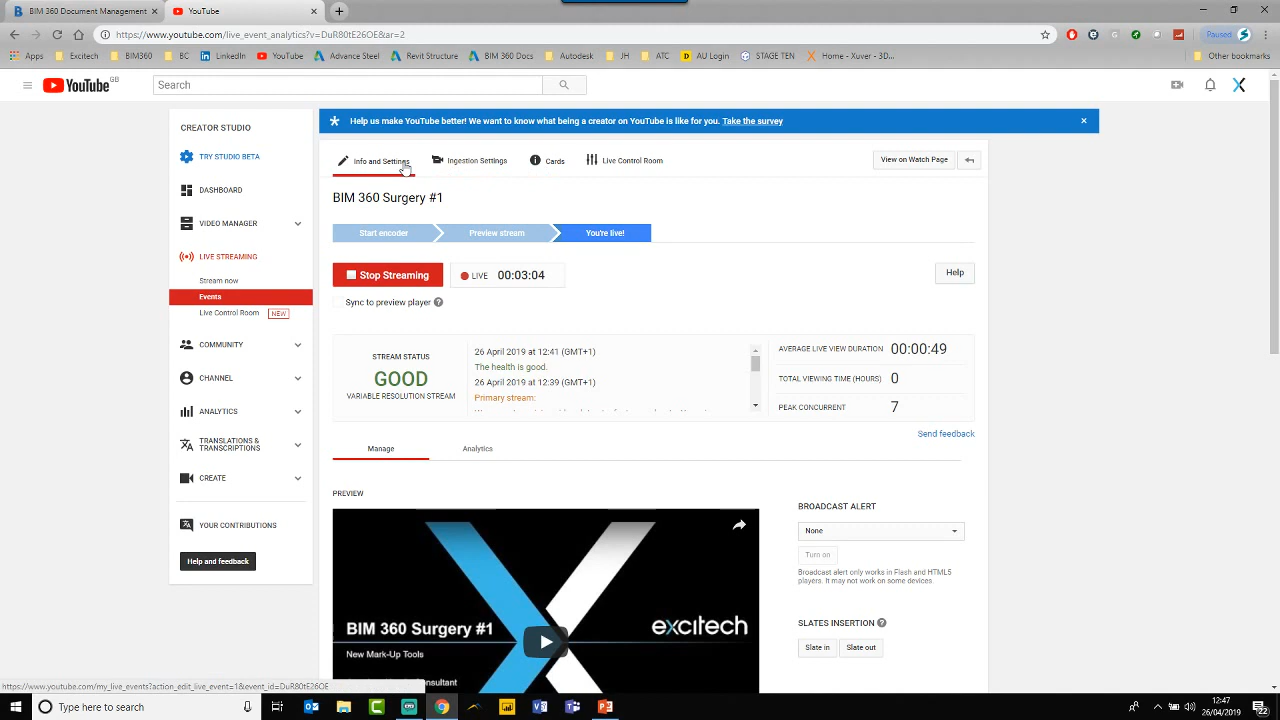 BIM 360 Document Management
YouTube
https://www.youtube.com/live_event_analytics?v=DuR80tE26OE&ar=2
Paused
Apps
Excitech
BIM360
BC
LinkedIn
YouTube
Advance Steel
Revit Structure
BIM 360 Docs
Autodesk
JH
ATC
AU Login
STAGE TEN
Home - Xuver - 3D...
Other bookmarks
YouTube GB
Search
CREATOR STUDIO
TRY STUDIO BETA
DASHBOARD
VIDEO MANAGER
LIVE STREAMING
Stream now
Events
Live Control Room NEW
COMMUNITY
CHANNEL
ANALYTICS
TRANSLATIONS &
TRANSCRIPTIONS
CREATE
YOUR CONTRIBUTIONS
Help and feedback
Help us make YouTube better! We want to know what being a creator on YouTube is like for you. Take the survey
Info and Settings
Ingestion Settings
Cards
Live Control Room
View on Watch Page
BIM 360 Surgery #1
Start encoder
Preview stream
You're live!
Stop Streaming
LIVE 00:03:04
Help
Sync to preview player
STREAM STATUS
GOOD
VARIABLE RESOLUTION STREAM
26 April 2019 at 12:41 (GMT+1)
The health is good.
26 April 2019 at 12:39 (GMT+1)
Primary stream:
AVERAGE LIVE VIEW DURATION 00:00:49
TOTAL VIEWING TIME (HOURS) 0
PEAK CONCURRENT 7
Send feedback
Manage
Analytics
PREVIEW
BIM 360 Surgery #1
New Mark-Up Tools
excitech
BROADCAST ALERT
None
Turn on
Broadcast alert only works in Flash and HTML5
players. It may not work on some devices.
SLATES INSERTION
Slate in
Slate out
https://www.youtube.com/my_live_events?action_edit_live_event=1&event_id=DuR80tE26OE
Type here to search
12:47
26/04/2019